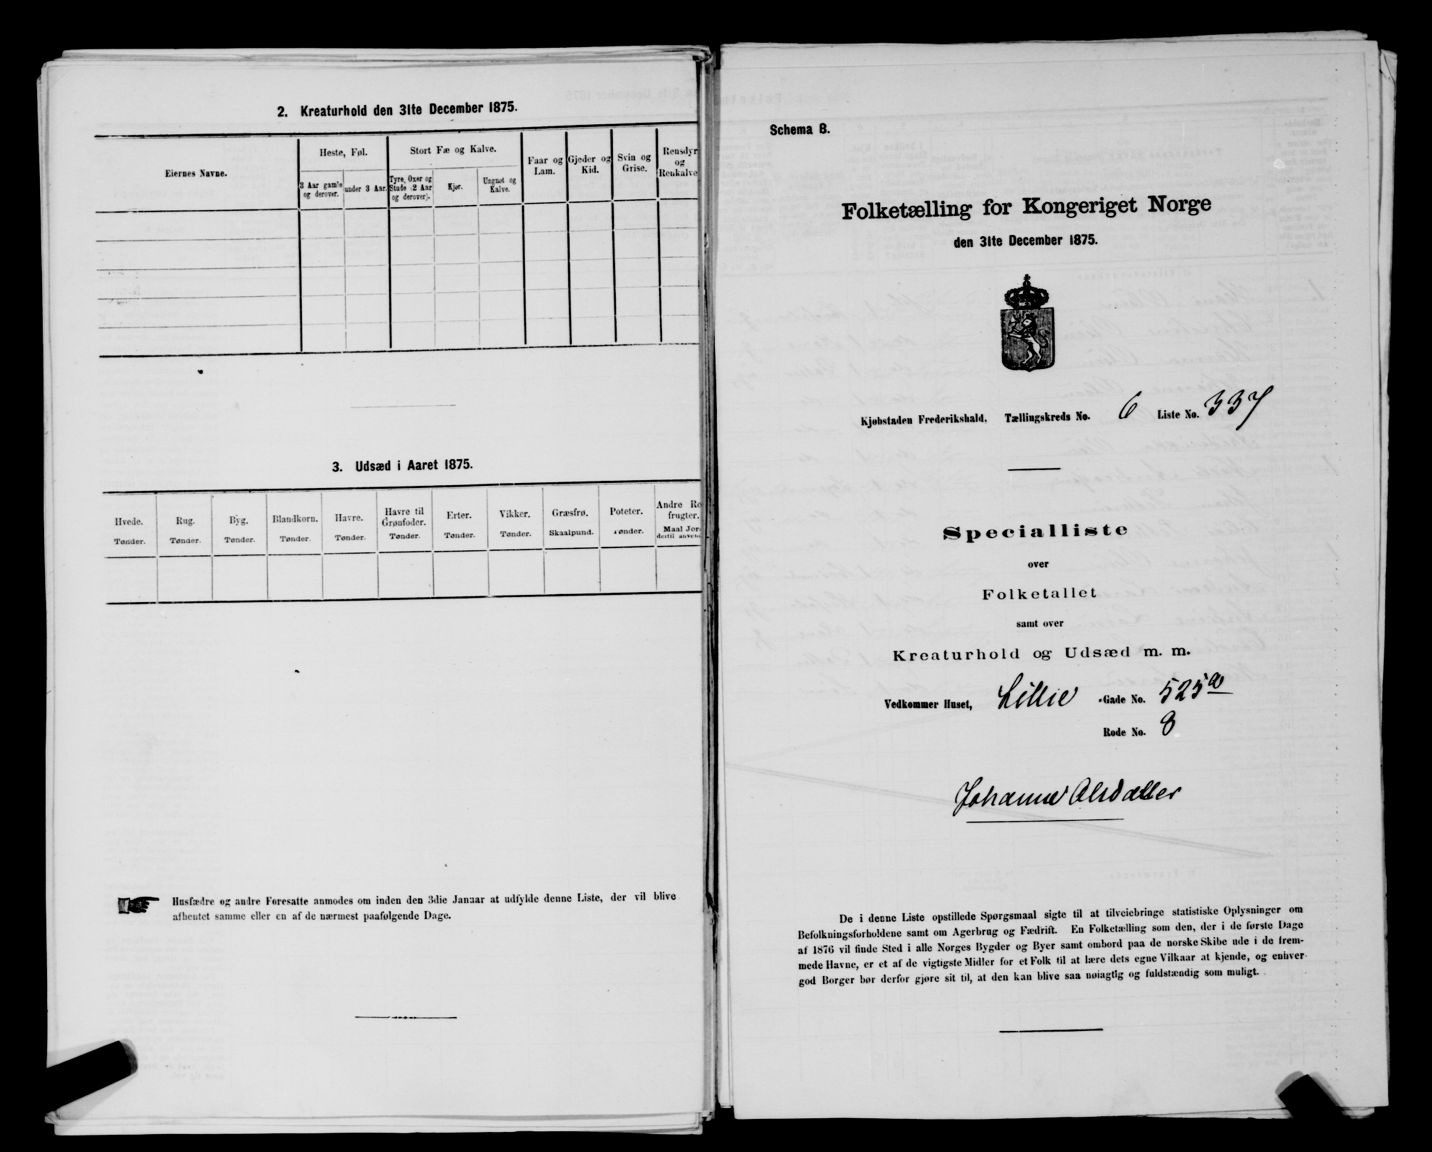 2. Kreaturhold den 31te December 1875.
Eiernes Navne.
Heste, Føl.
3 Aar gamle og derover.
under 3 Aar.
Stort Fæ og Kalve.
Tyre, Oxer og Stude (2 Aar og derover).
Kjør.
Ungnøt og Kalve.
Faar og Lam.
Gjeder og Kid.
Svin og Grise.
Rensdyr og Renkalve
3. Udsæd i Aaret 1875.
Hvede. Tønder.
Rug. Tønder.
Byg. Tønder.
Blandkorn. Tønder.
Havre. Tønder.
Havre til Grønfoder. Tønder.
Erter. Tønder.
Vikker. Tønder.
Græsfrø. Skaalpund.
Poteter. Tønder.
Andre Ro
frugter.
Maal Jor
dertil anven
Husfædre og andre Foresatte anmodes om inden den 3die Januar at udfylde denne Liste, der vil blive
afhentet samme eller en af de nærmest paafølgende Dage.
Schema B.
Folketælling for Kongeriget Norge
den 31te December 1875.
Kjøbstaden Frederikshald. Tællingskreds No. 6 Liste No. 337
Specialliste
over
Folketallet
samt over
Kreaturhold og Udsæd m. m.
Vedkommer Huset, Lillie -Gade No. 525a
Rode No. 8
Johanne Olsdatter
De i denne Liste opstillede Spørgsmaal sigte til at tilveiebringe statistiske Oplysninger om
Befolkningsforholdene samt om Agerbrug og Fædrift. En Folketælling som den, der i de første Dage
af 1876 vil finde Sted i alle Norges Bygder og Byer samt ombord paa de norske Skibe ude i de frem-
mede Havne, er et af de vigtigste Midler for et Folk til at lære dets egne Vilkaar at kjende, og enhver
god Borger bør derfor gjøre sit til, at den kan blive saa nøiagtig og fuldstændig som muligt.